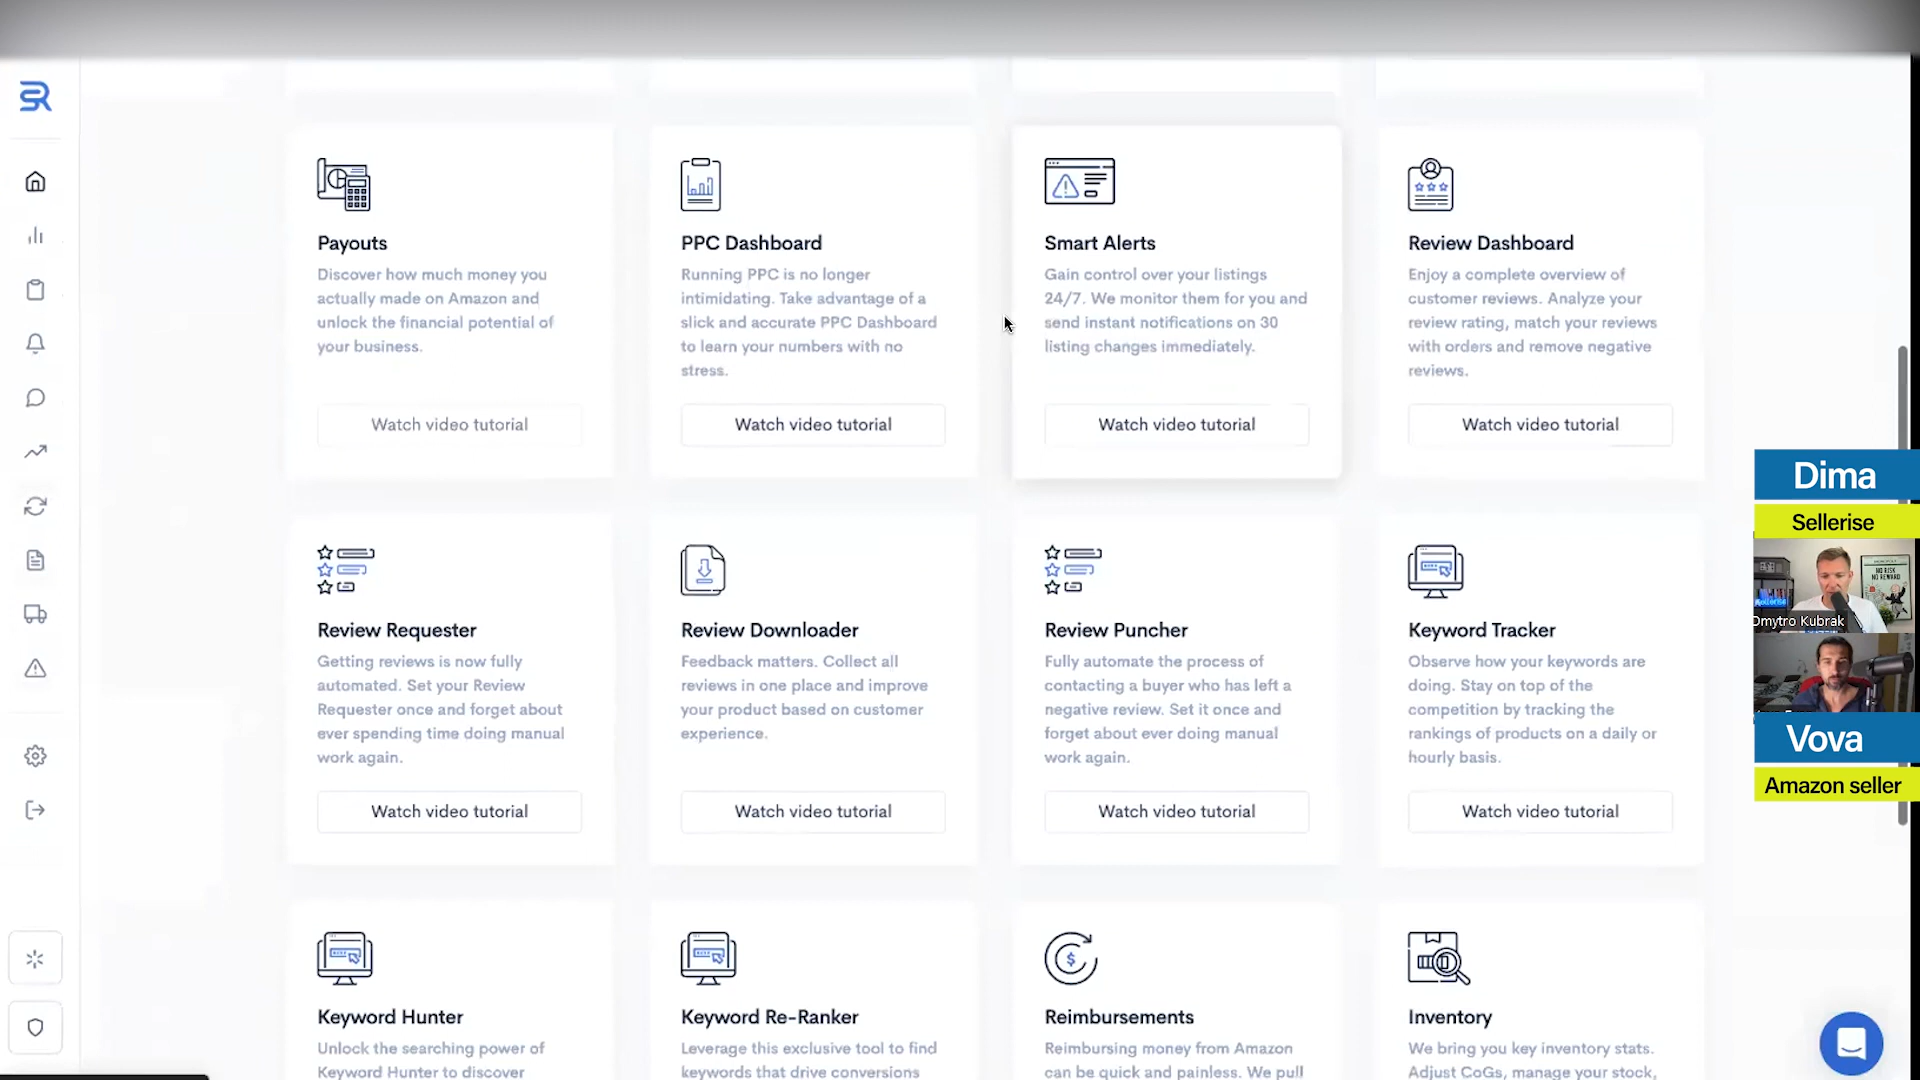 Payouts
Discover how much money you
actually made on Amazon and
unlock the financial potential of
your business.
Watch video tutorial
PPC Dashboard
Running PPC is no longer
intimidating. Take advantage of a
slick and accurate PPC Dashboard
to learn your numbers with no
stress.
Watch video tutorial
Smart Alerts
Gain control over your listings
24/7. We monitor them for you and
send instant notifications on 30
listing changes immediately.
Watch video tutorial
Review Dashboard
Enjoy a complete overview of
customer reviews. Analyze your
review rating, match your reviews
with orders and remove negative
reviews.
Watch video tutorial
Review Requester
Getting reviews is now fully
automated. Set your Review
Requester once and forget about
ever spending time doing manual
work again.
Watch video tutorial
Review Downloader
Feedback matters. Collect all
reviews in one place and improve
your product based on customer
experience.
Watch video tutorial
Review Puncher
Fully automate the process of
contacting a buyer who has left a
negative review. Set it once and
forget about ever doing manual
work again.
Watch video tutorial
Keyword Tracker
Observe how your keywords are
doing. Stay on top of the
competition by tracking the
rankings of products on a daily or
hourly basis.
Watch video tutorial
Keyword Hunter
Unlock the searching power of
Keyword Hunter to discover
Keyword Re-Ranker
Leverage this exclusive tool to find
keywords that drive conversions
Reimbursements
Reimbursing money from Amazon
can be quick and painless. We pull
Inventory
We bring you key inventory stats.
Adjust CoGs, manage your stock,
Dima
Sellerise
NO RISK
NO REWARD
Dmytro Kubrak
Vova
Amazon seller